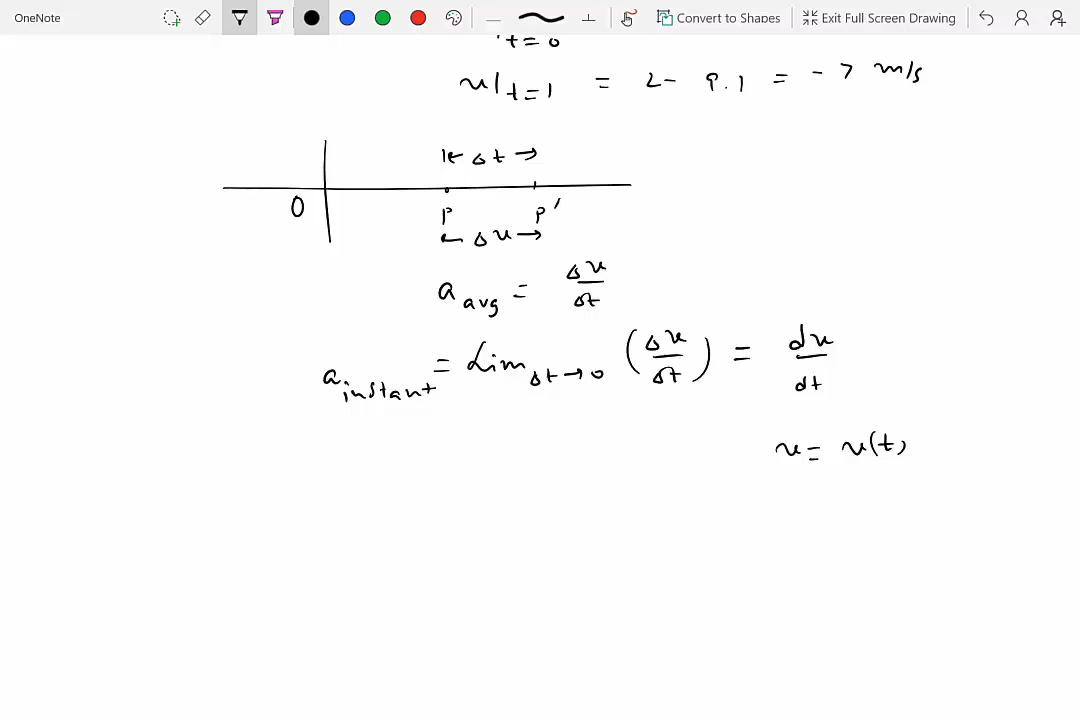 OneNote
Convert to Shapes
Exit Full Screen Drawing
t = 0
v|t=1 = 2 - 9.1 = -7 m/s
Δt
0
P P'
Δv
a avg = Δv/Δt
a instant = Lim Δt→0 (Δv/Δt) = dv/dt
v = v(t)